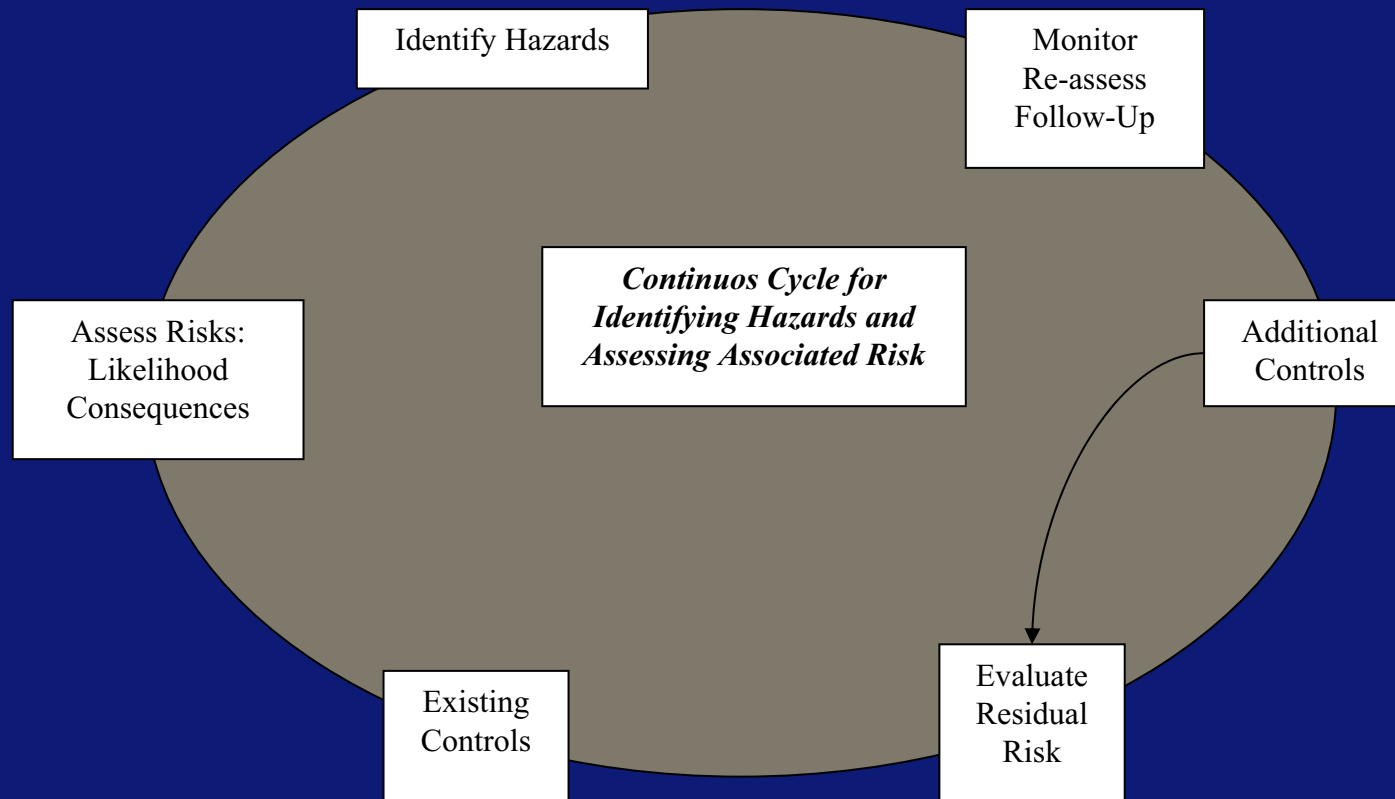 Identify Hazards
Monitor
Re-assess
Follow-Up
Continuos Cycle for
Identifying Hazards and
Assessing Associated Risk
Assess Risks:
Likelihood
Consequences
Additional
Controls
Existing
Controls
Evaluate
Residual
Risk